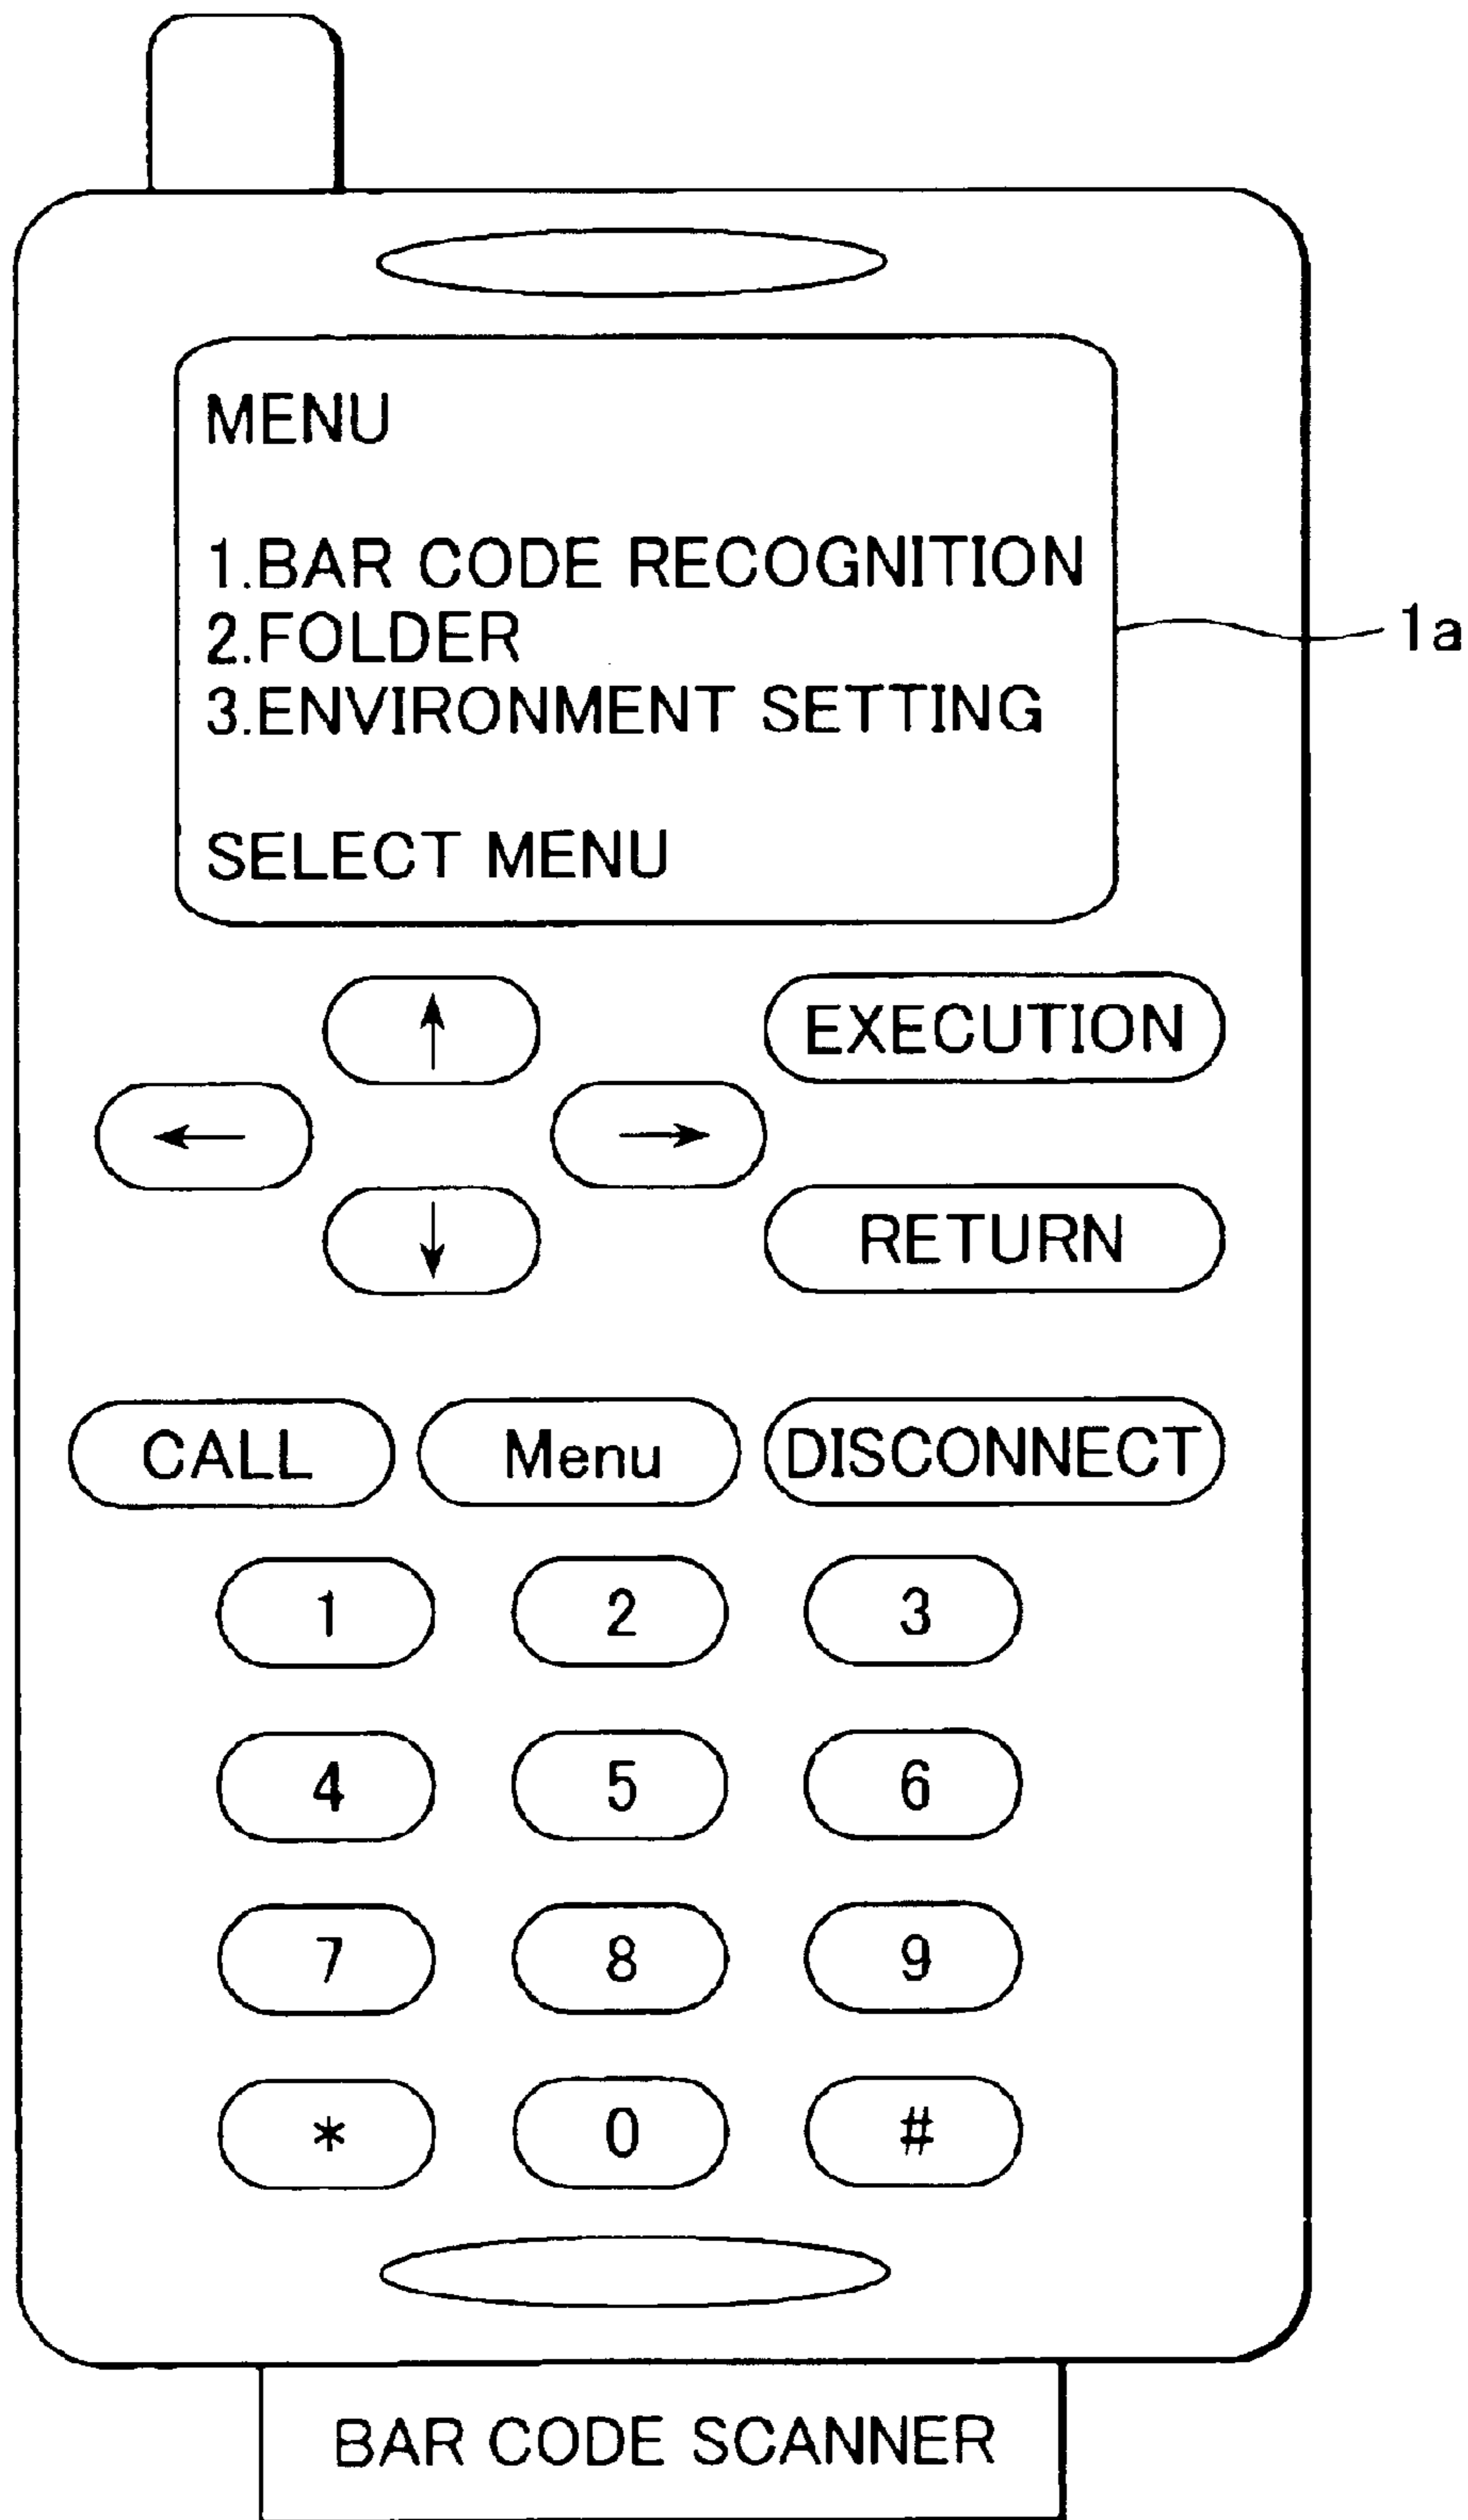 MENU
1.BAR CODE RECOGNITION
2.FOLDER
3.ENVIRONMENT SETTING
SELECT MENU
1a
EXECUTION
RETURN
CALL Menu DISCONNECT
1 2 3
4 5 6
7 8 9
* 0 #
BAR CODE SCANNER